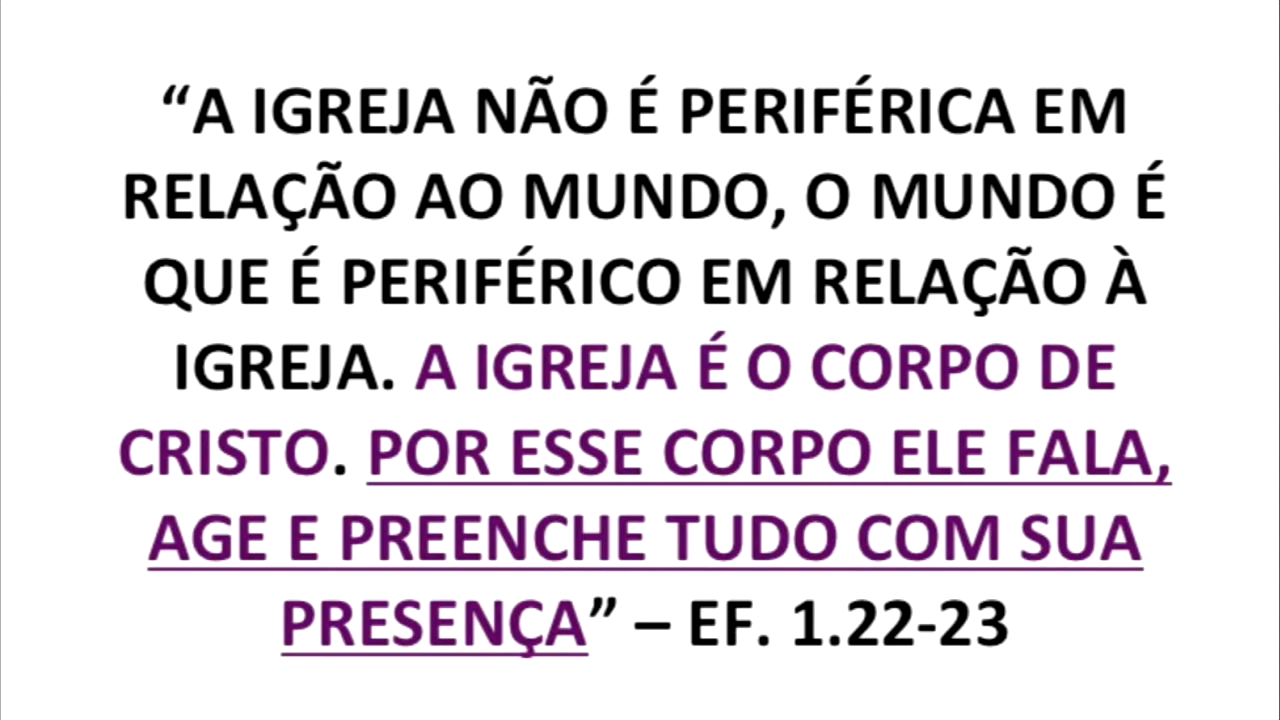 “A IGREJA NÃO É PERIFÉRICA EM
RELAÇÃO AO MUNDO, O MUNDO É
QUE É PERIFÉRICO EM RELAÇÃO À
IGREJA. A IGREJA É O CORPO DE
CRISTO. POR ESSE CORPO ELE FALA,
AGE E PREENCHE TUDO COM SUA
PRESENÇA” – EF. 1.22-23